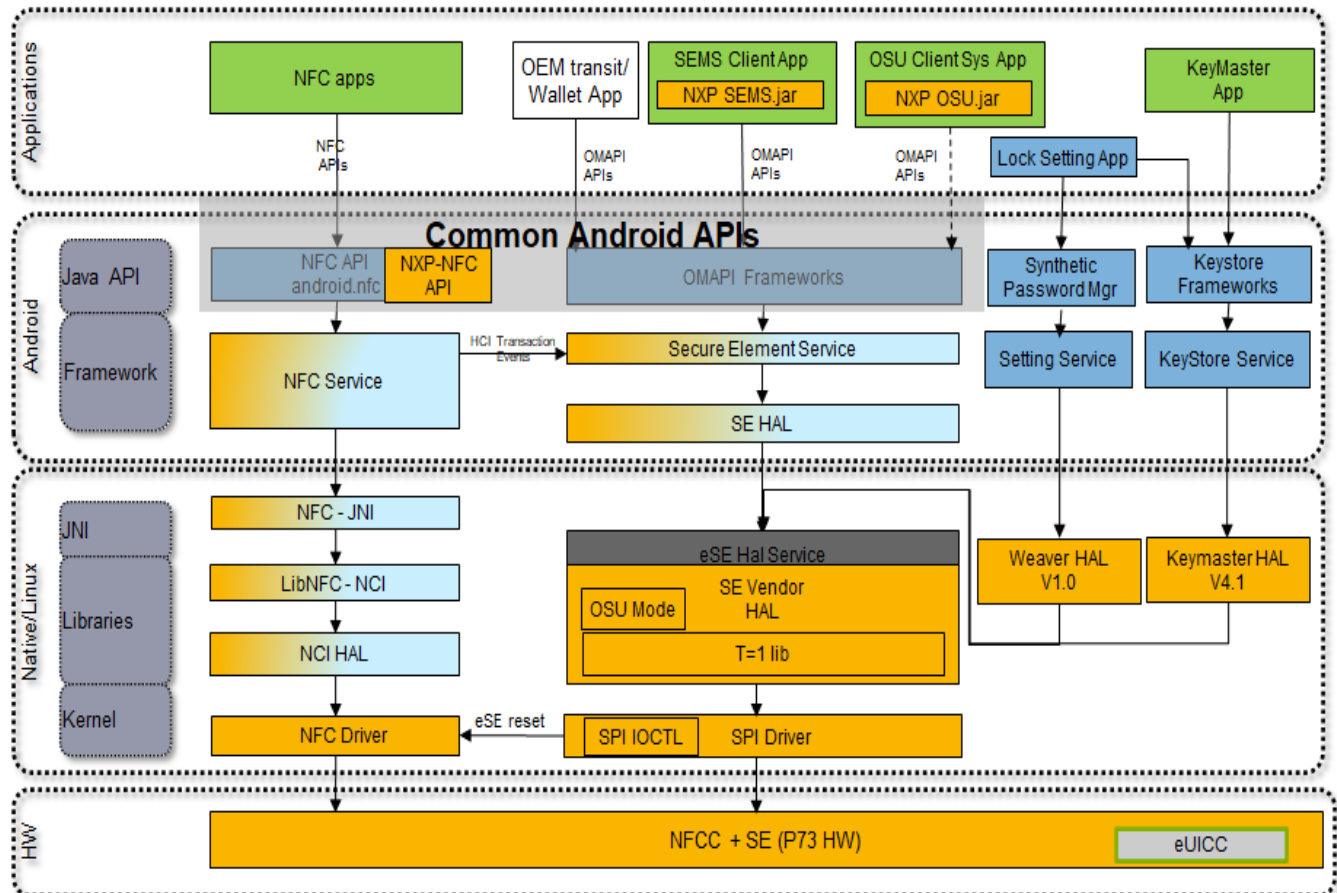 Applications
NFC apps
OEM transit/
Wallet App
SEMS Client App
NXP SEMS.jar
OSU Client Sys App
NXP OSU.jar
KeyMaster
App
NFC
APIs
OMAPI
APIs
OMAPI
APIs
OMAPI
APIs
Lock Setting App
Android
Common Android APIs
Java API
NFC API
android.nfc
NXP-NFC
API
OMAPI Frameworks
Synthetic
Password Mgr
Keystore
Frameworks
Framework
NFC Service
HCI Transaction
Events
Secure Element Service
Setting Service
KeyStore Service
SE HAL
Native/Linux
JNI
NFC - JNI
eSE Hal Service
Weaver HAL
V1.0
Keymaster HAL
V4.1
Libraries
LibNFC - NCI
SE Vendor
HAL
OSU Mode
NCI HAL
T=1 lib
Kernel
NFC Driver
eSE reset
SPI IOCTL
SPI Driver
HW
NFCC + SE (P73 HW)
eUICC